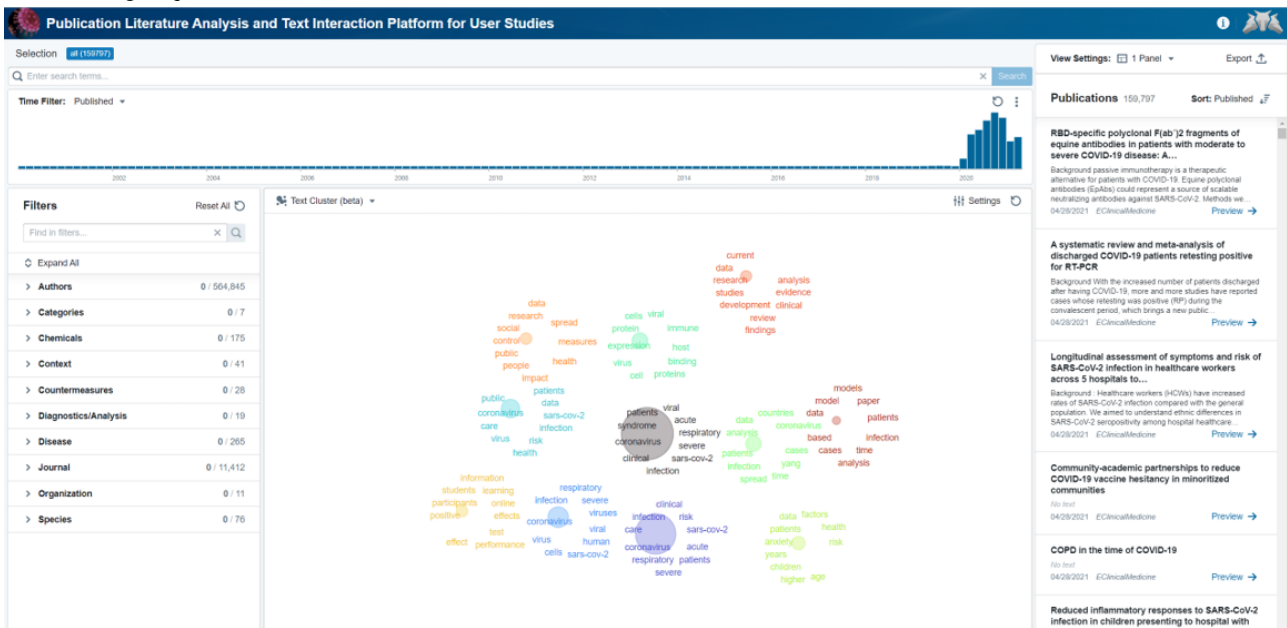 Publication Literature Analysis and Text Interaction Platform for User Studies
Selection all (159797)
Enter search terms...
Search
Time Filter: Published
2002 2004 2006 2008 2010 2012 2014 2016 2018 2020
Filters Reset All
Find in filters...
Expand All
Authors 0 / 564,845
Categories 0 / 7
Chemicals 0 / 175
Context 0 / 41
Countermeasures 0 / 28
Diagnostics/Analysis 0 / 19
Disease 0 / 265
Journal 0 / 11,412
Organization 0 / 11
Species 0 / 76
Text Cluster (beta) Settings
current
data
research analysis
studies evidence
development clinical
review
findings
data
research spread
social
control measures
public
people health
impact
cells viral
protein immune
expression host
virus binding
cell proteins
patients
public data
coronavirus sars-cov-2
care infection
virus risk
health
viral
patients acute
syndrome respiratory
coronavirus severe
clinical sars-cov-2
infection
countries
data coronavirus
analysis
patients cases
infection yang
spread time
models
model paper
data patients
based infection
cases time
analysis
information
students learning
participants online
positive effects
test
effect performance
respiratory
infection severe
viruses
coronavirus viral
virus human
cells sars-cov-2
clinical
infection risk
care sars-cov-2
coronavirus acute
respiratory patients
severe
data factors
patients health
anxiety risk
years
children
higher age
View Settings: 1 Panel Export
Publications 159,797 Sort: Published
RBD-specific polyclonal F(ab´)2 fragments of
equine antibodies in patients with moderate to
severe COVID-19 disease: A...
Background passive immunotherapy is a therapeutic
alternative for patients with COVID-19. Equine polyclonal
antibodies (EpAbs) could represent a source of scalable
neutralizing antibodies against SARS-CoV-2. Methods we...
04/28/2021 EClinicalMedicine Preview
A systematic review and meta-analysis of
discharged COVID-19 patients retesting positive
for RT-PCR
Background With the increased number of patients discharged
after having COVID-19, more and more studies have reported
cases whose retesting was positive (RP) during the
convalescent period, which brings a new public...
04/28/2021 EClinicalMedicine Preview
Longitudinal assessment of symptoms and risk of
SARS-CoV-2 infection in healthcare workers
across 5 hospitals to...
Background : Healthcare workers (HCWs) have increased
rates of SARS-CoV-2 infection compared with the general
population. We aimed to understand ethnic differences in
SARS-CoV-2 seropositivity among hospital healthcare...
04/28/2021 EClinicalMedicine Preview
Community-academic partnerships to reduce
COVID-19 vaccine hesitancy in minoritized
communities
No text
04/28/2021 EClinicalMedicine Preview
COPD in the time of COVID-19
No text
04/28/2021 EClinicalMedicine Preview
Reduced inflammatory responses to SARS-CoV-2
infection in children presenting to hospital with